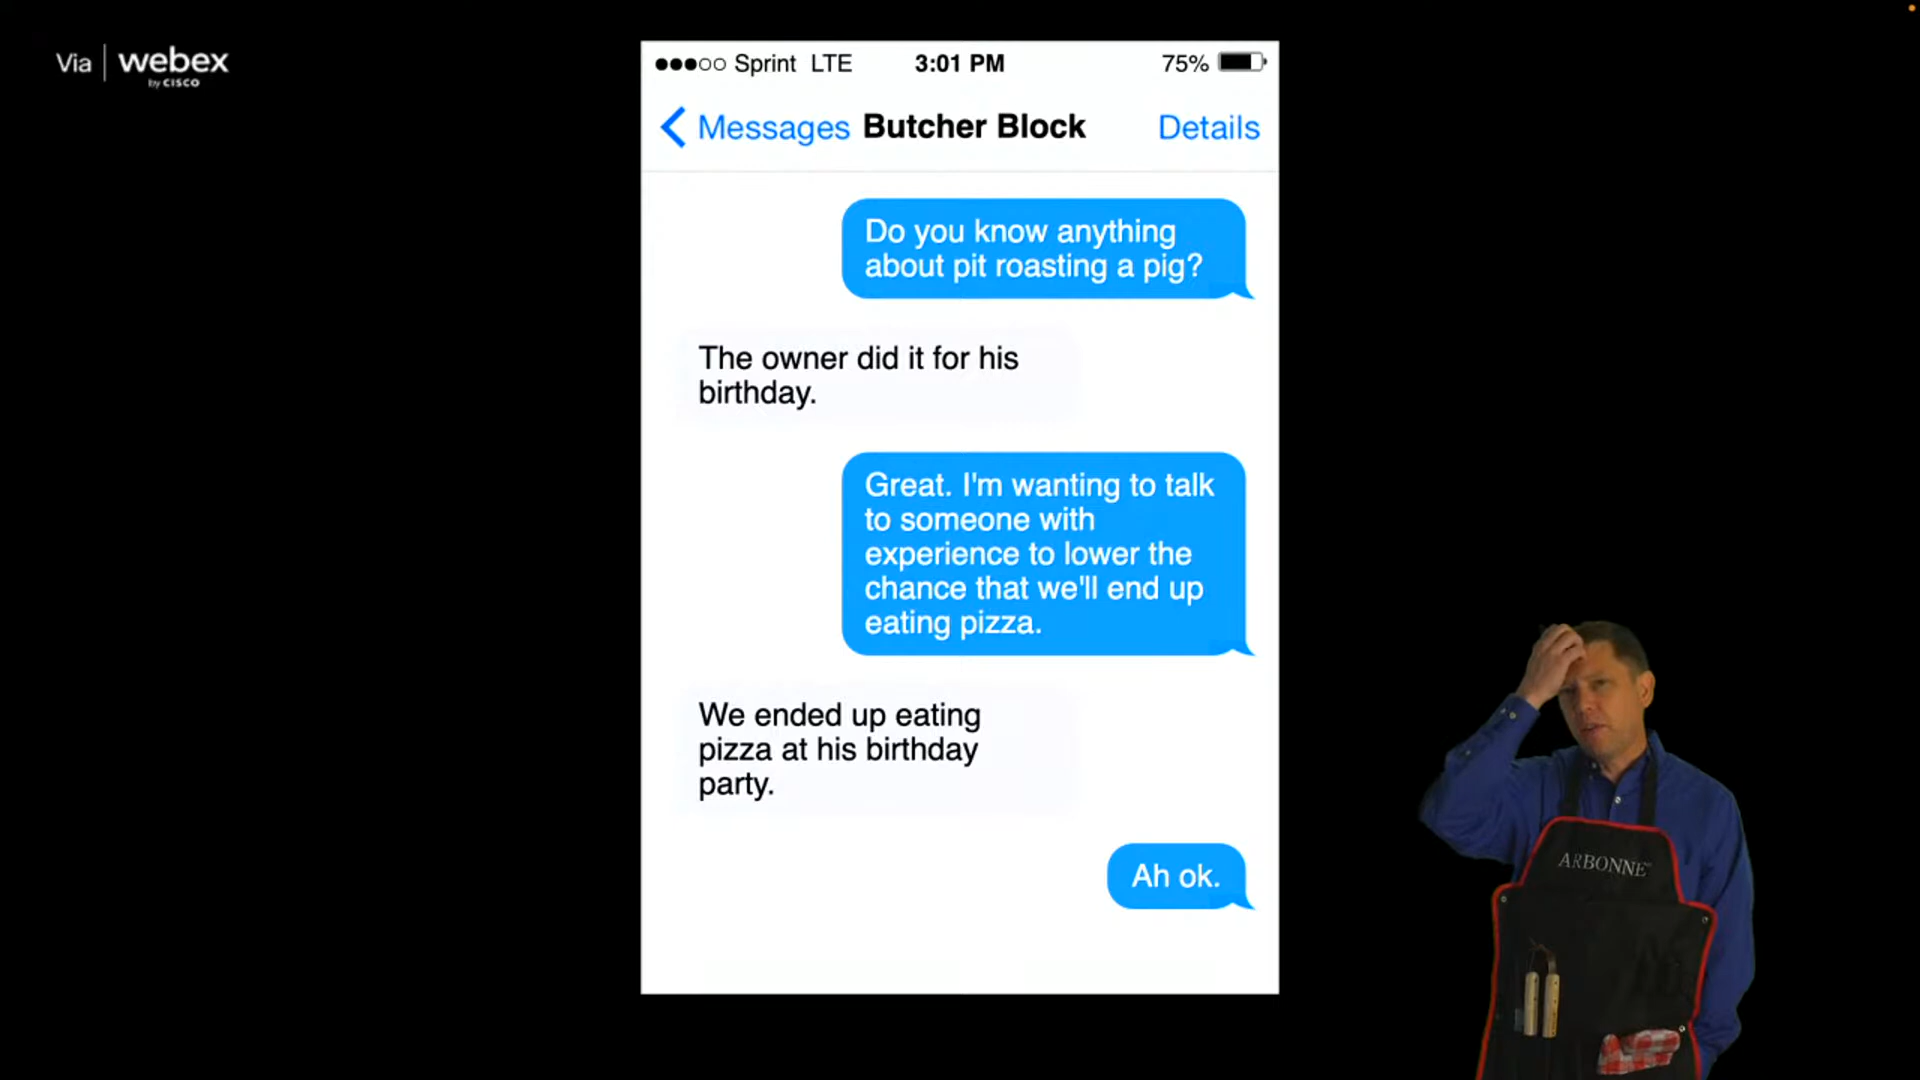 Via webex
by CISCO
Sprint LTE 3:01 PM 75%
Messages Butcher Block Details
Do you know anything
about pit roasting a pig?
The owner did it for his
birthday.
Great. I'm wanting to talk
to someone with
experience to lower the
chance that we'll end up
eating pizza.
We ended up eating
pizza at his birthday
party.
Ah ok.
ARBONNE